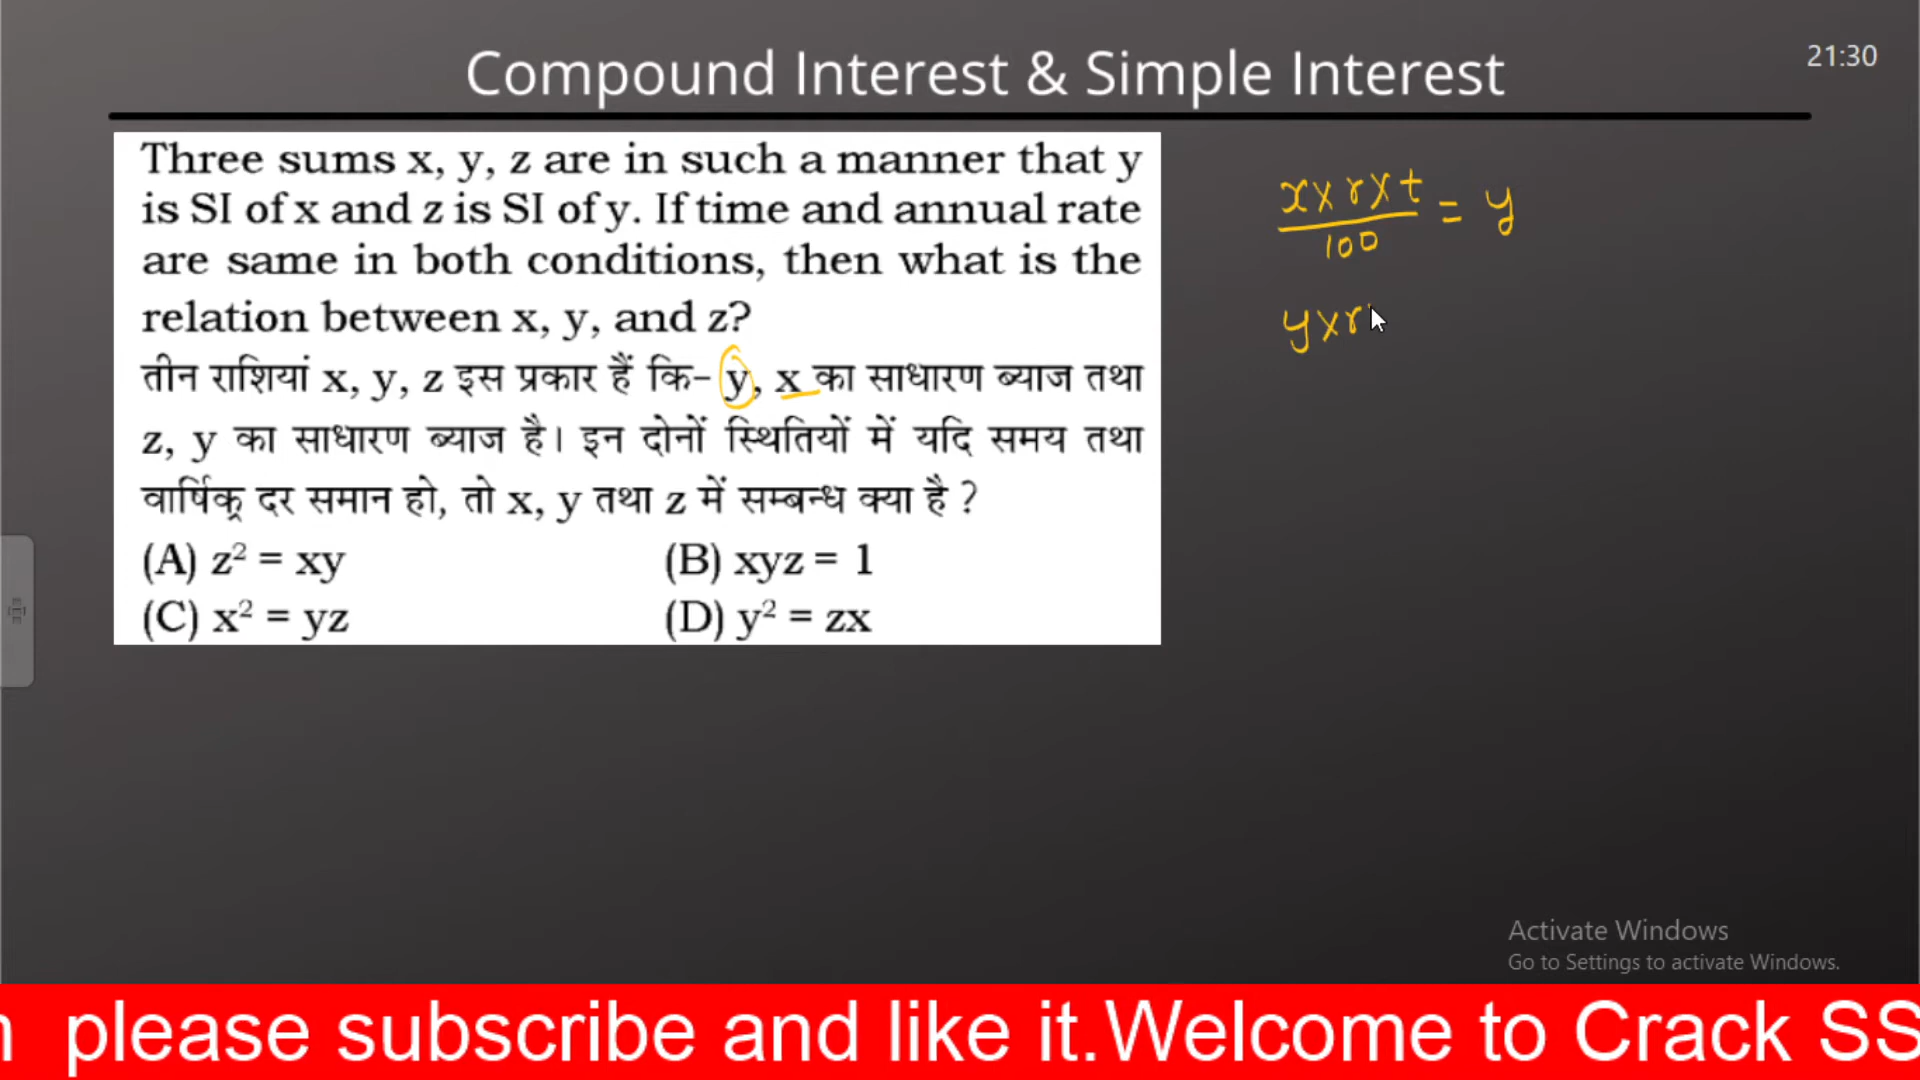 Compound Interest & Simple Interest
21:30
Three sums x, y, z are in such a manner that y
is SI of x and z is SI of y. If time and annual rate
are same in both conditions, then what is the
relation between x, y, and z?
तीन राशियां x, y, z इस प्रकार हैं कि- y, x का साधारण ब्याज तथा
z, y का साधारण ब्याज है। इन दोनों स्थितियों में यदि समय तथा
वार्षिक् दर समान हो, तो x, y तथा z में सम्बन्ध क्या है ?
(A) z² = xy (B) xyz = 1
(C) x² = yz (D) y² = zx
x×r×t
/100 = y
y×r
Activate Windows
Go to Settings to activate Windows.
please subscribe and like it.Welcome to Crack SS